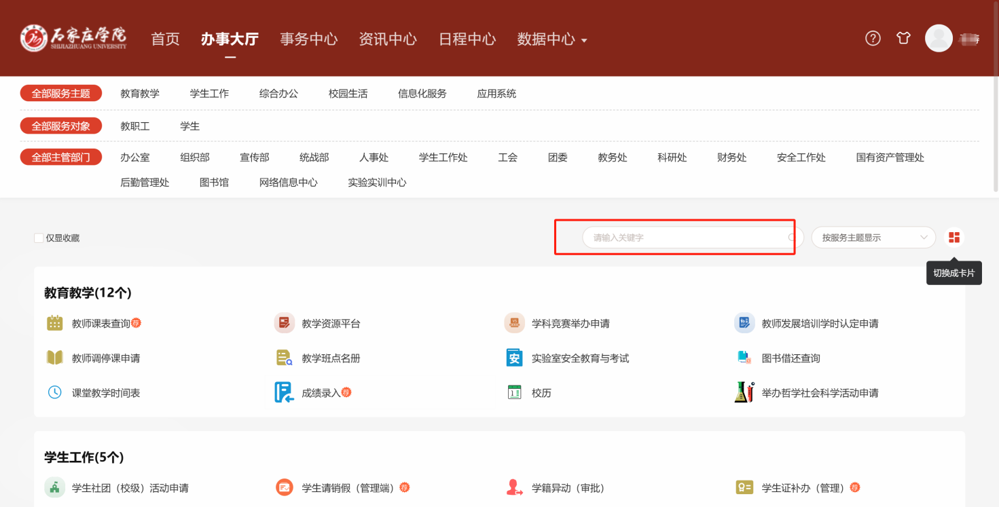 石家庄学院
SHIJIAZHUANG UNIVERSITY
首页 办事大厅 事务中心 资讯中心 日程中心 数据中心
全部服务主题 教育教学 学生工作 综合办公 校园生活 信息化服务 应用系统
全部服务对象 教职工 学生
全部主管部门 办公室 组织部 宣传部 统战部 人事处 学生工作处 工会 团委 教务处 科研处 财务处 安全工作处 国有资产管理处
后勤管理处 图书馆 网络信息中心 实验实训中心
仅显收藏 请输入关键字 按服务主题显示
切换成卡片
教育教学(12个)
教师课表查询荐 教学资源平台 学科竞赛举办申请 教师发展培训学时认定申请
教师调停课申请 教学班点名册 安 实验室安全教育与考试 图书借还查询
课堂教学时间表 成绩录入荐 校历 举办哲学社会科学活动申请
学生工作(5个)
学生社团（校级）活动申请 学生请销假（管理端）荐 学籍异动（审批） 学生证补办（管理）荐